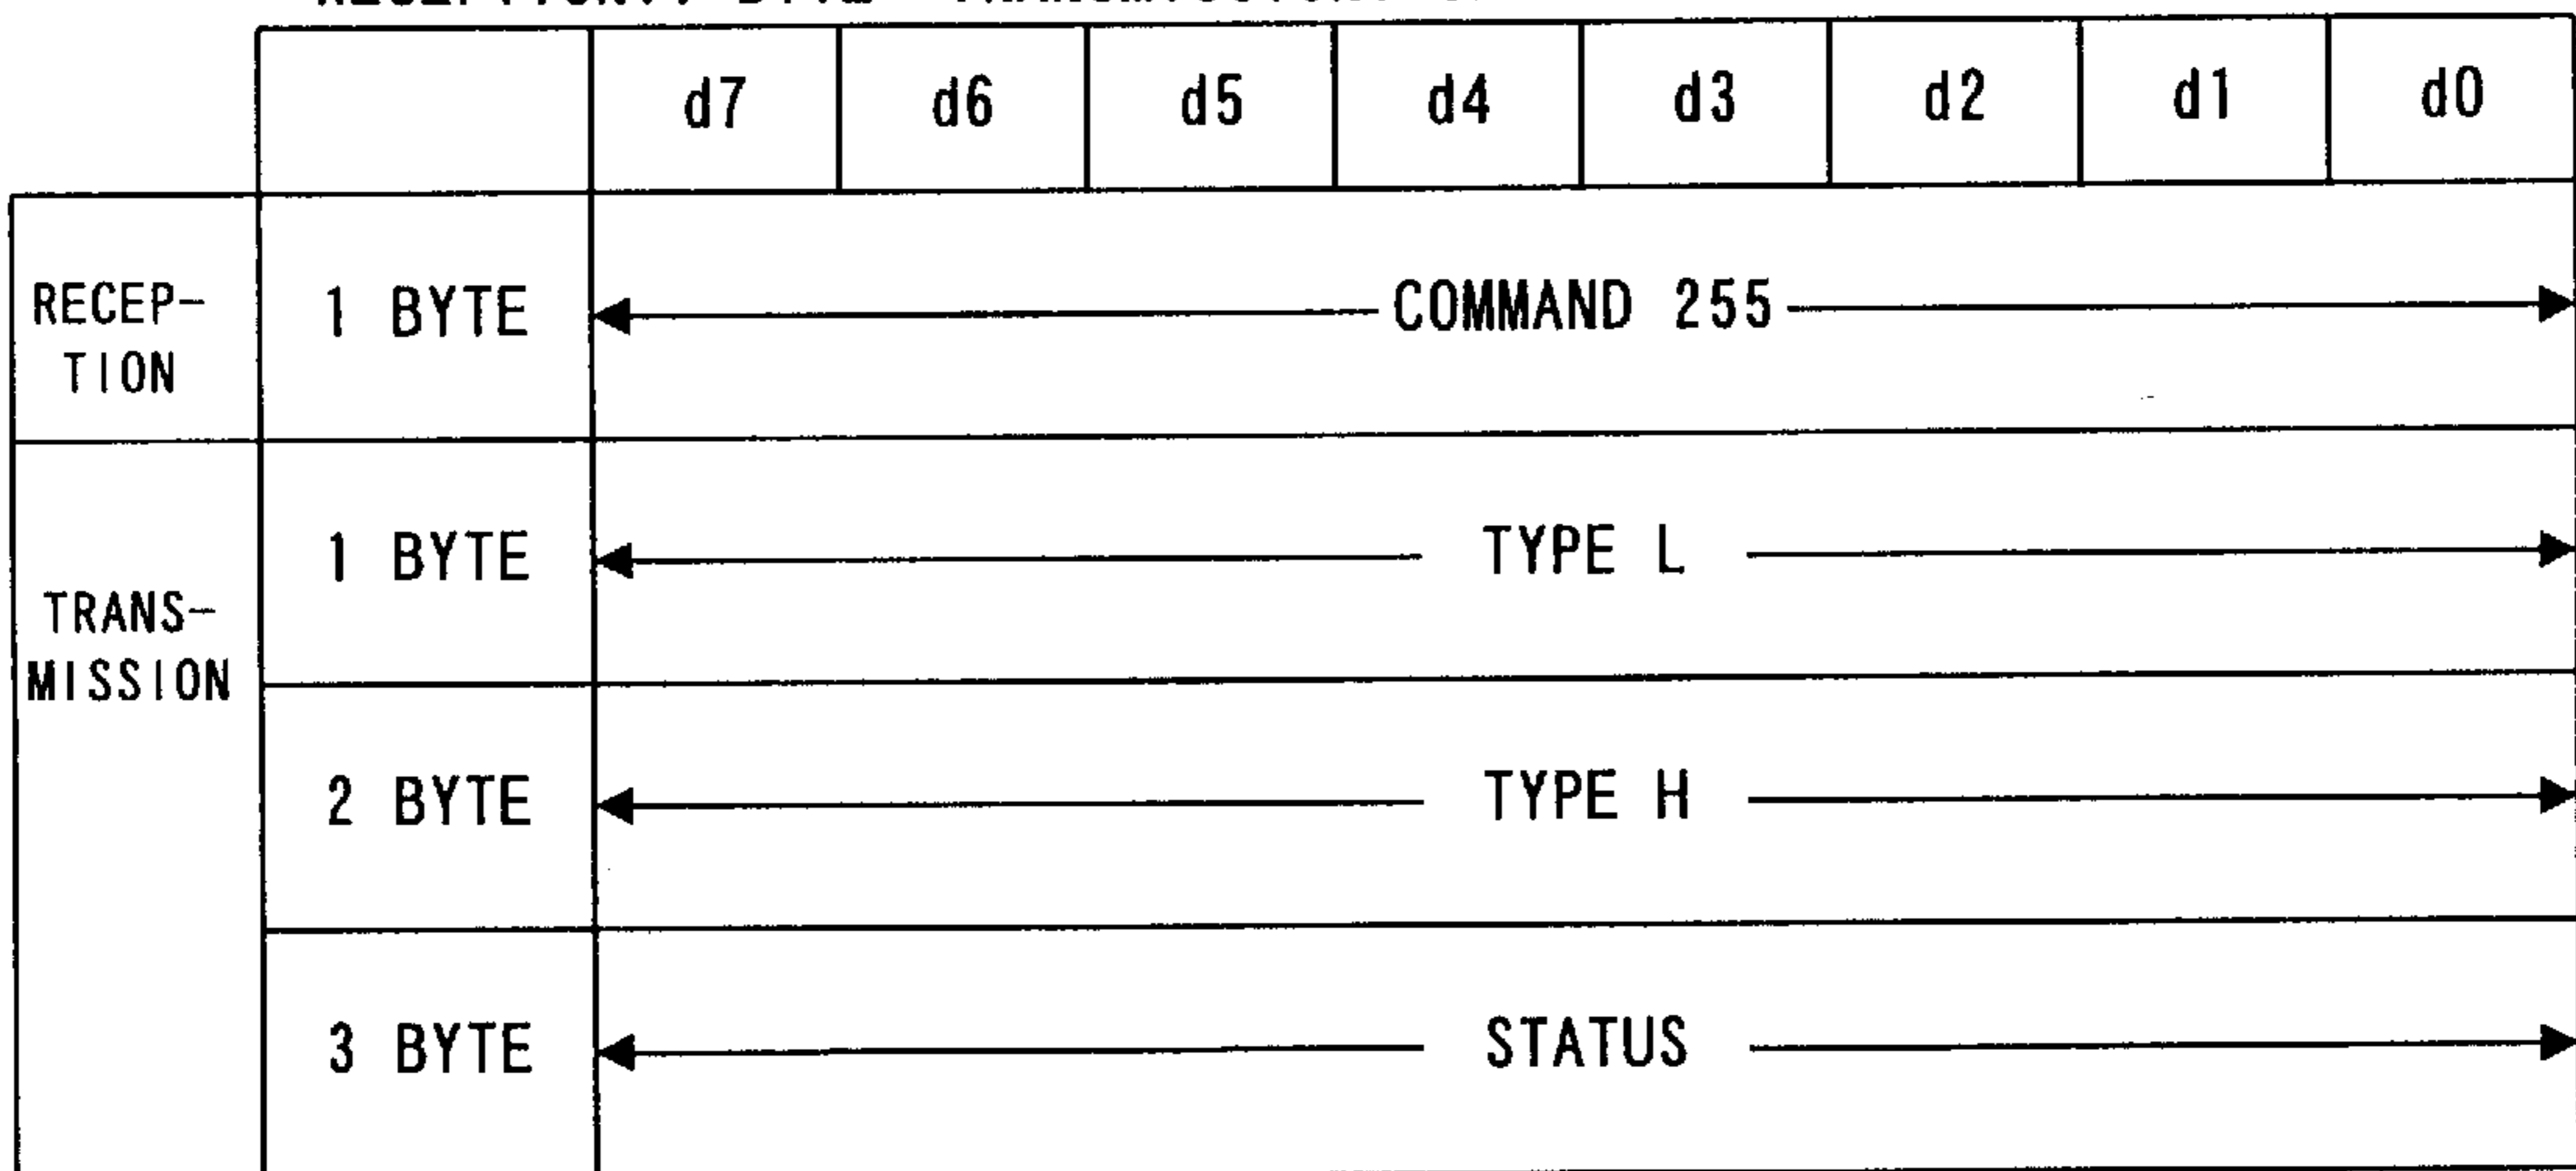 d7 d6 d5 d4 d3 d2 d1 d0
RECEP-
TION
1 BYTE
COMMAND 255
TRANS-
MISSION
1 BYTE
TYPE L
2 BYTE
TYPE H
3 BYTE
STATUS